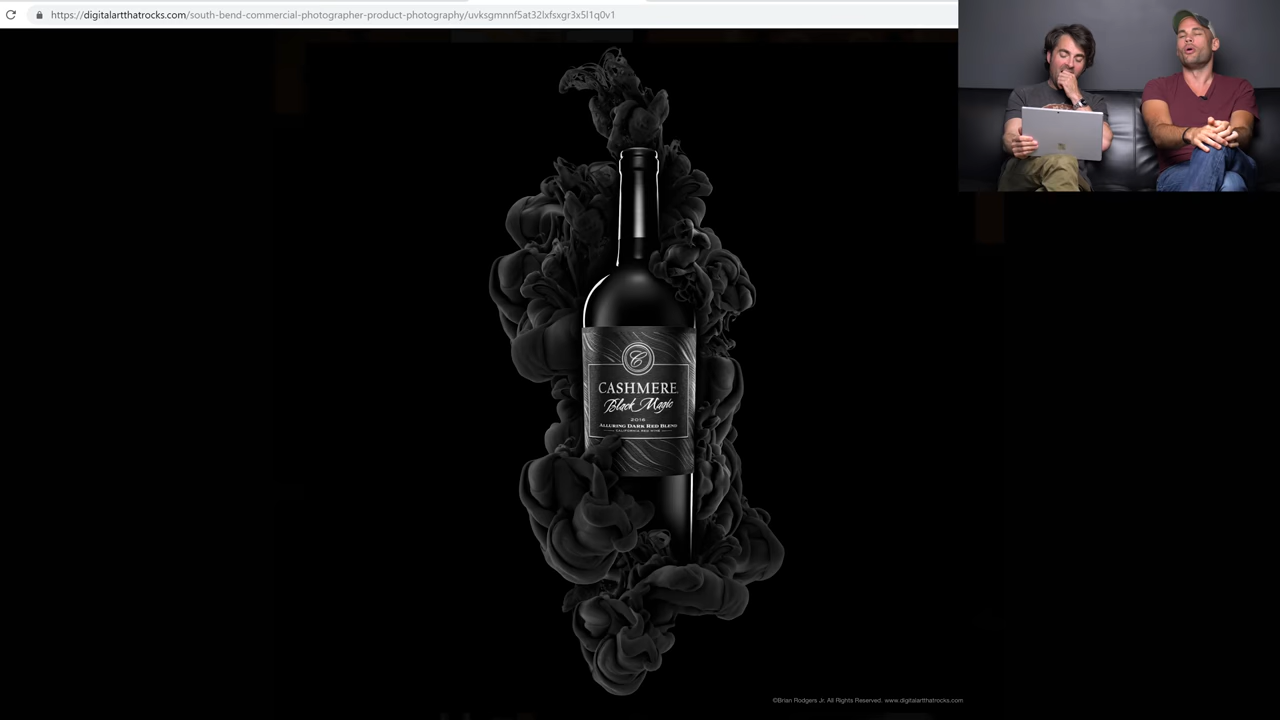 https://digitalartthatrocks.com/south-bend-commercial-photographer-product-photography/uvksgmnnf5at32lxfsxgr3x5l1q0v1
C
CASHMERE
Black Magic
2016
ALLURING DARK RED BLEND
CALIFORNIA RED WINE
©Brian Rodgers Jr. All Rights Reserved. www.digitalartthatrocks.com